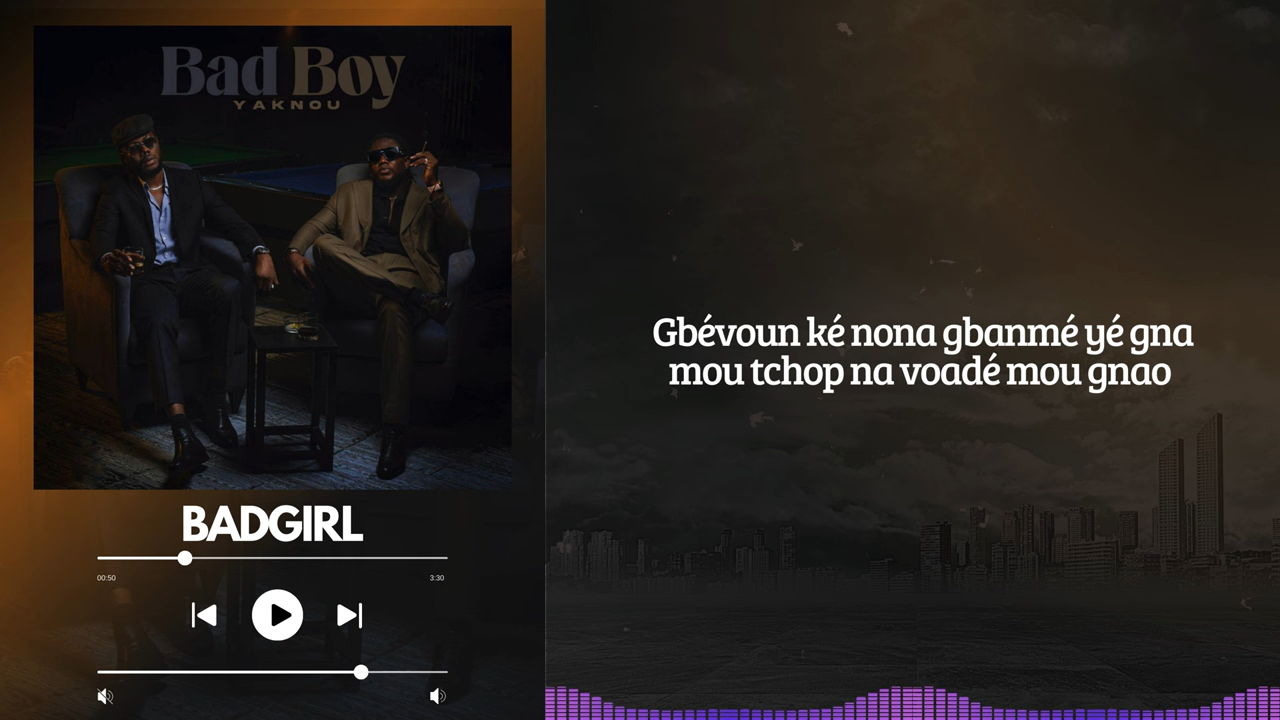 Bad Boy
YAKNOU
BADGIRL
00:50
3:30
Gbévoun ké nona gbanmé yé gna
mou tchop na voadé mou gnao